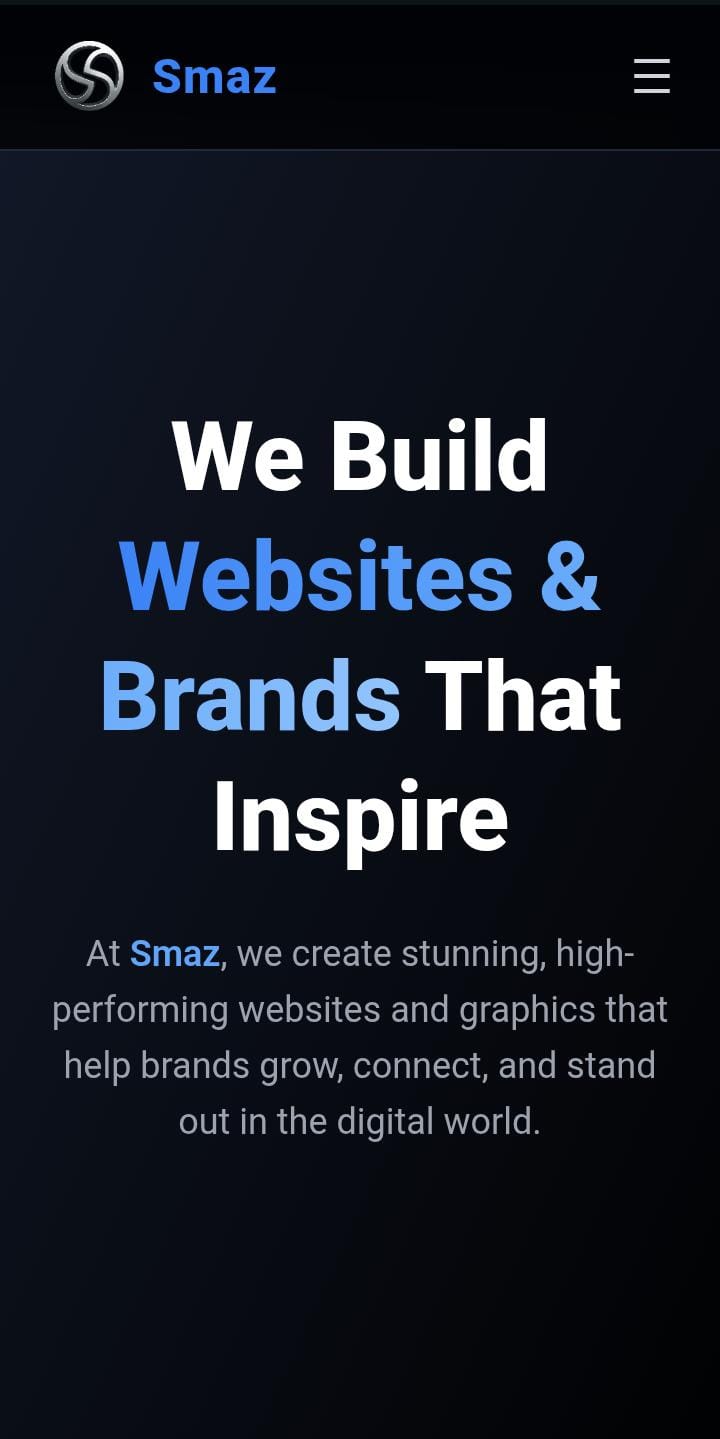 Smaz
We Build
Websites &
Brands That
Inspire
At Smaz, we create stunning, high-
performing websites and graphics that
help brands grow, connect, and stand
out in the digital world.